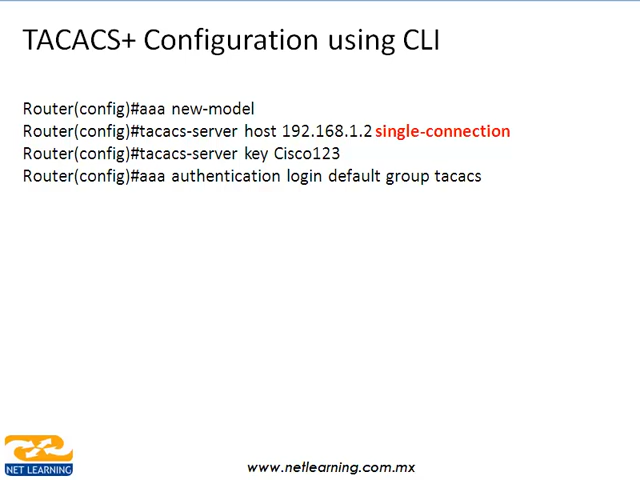 TACACS+ Configuration using CLI
Router(config)#aaa new-model
Router(config)#tacacs-server host 192.168.1.2 single-connection
Router(config)#tacacs-server key Cisco123
Router(config)#aaa authentication login default group tacacs
NET LEARNING
www.netlearning.com.mx